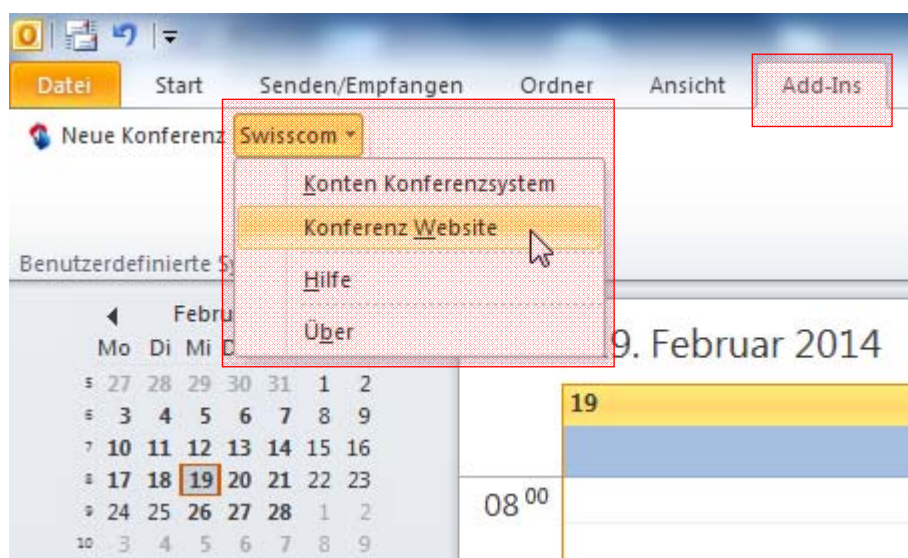 Datei Start Senden/Empfangen Ordner Ansicht Add-Ins
Neue Konferenz Swisscom
Konten Konferenzsystem
Konferenz Website
Hilfe
Über
Benutzerdefinierte
Febru
19. Februar 2014
Mo Di Mi D
5 27 28 29 30 31 1 2
6 3 4 5 6 7 8 9
7 10 11 12 13 14 15 16
8 17 18 19 20 21 22 23
9 24 25 26 27 28 1 2
10 3 4 5 6 7 8 9
19
08 00